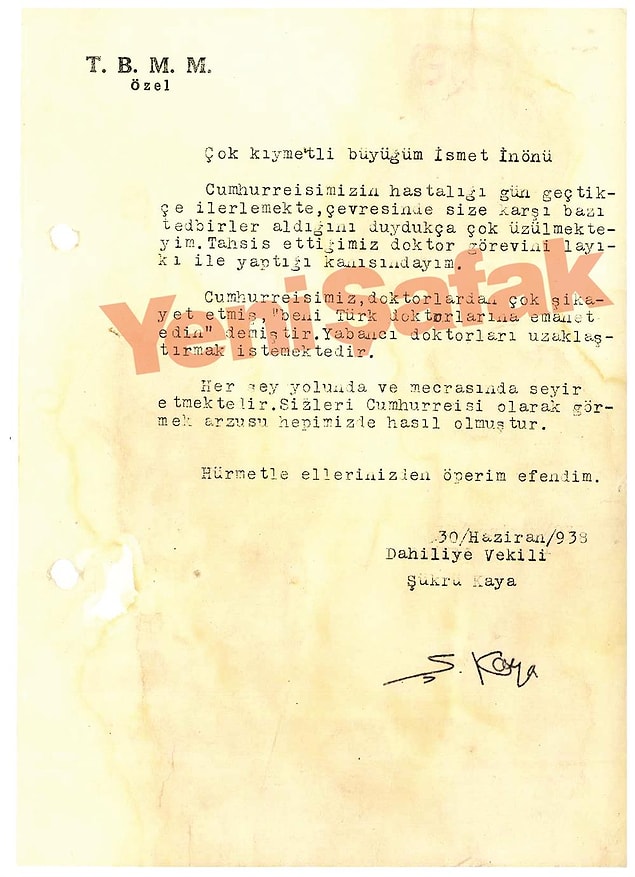 T. B. M. M.
Özel
Çok kıymetli büyüğüm İsmet İnönü
Cumhurreisimizin hastalığı gün geçtik-
çe ilerlemekte,çevresinde size karşı bazı
tedbirler aldığını duydukça çok üzülmekte-
yim.Tahsis ettiğimiz doktor görevini layı-
kı ile yaptığı kanısındayım.
Cumhurreisimiz,doktorlardan çok şika-
yet etmiş,"beni Türk doktorlarına emanet
edin" demiştir.Yabancı doktorları uzaklaş-
tırmak istemektedir.
Yeni Şafak
Her şey yolunda ve mecrasında seyir
etmektedir.Sizleri Cumhurreisi olarak gör-
mek arzusu hepimizde hasıl olmuştur.
Hürmetle ellerinizden öperim efendim.
30/Haziran/938
Dahiliye Vekili
Şükrü Kaya
Ş. Kaya